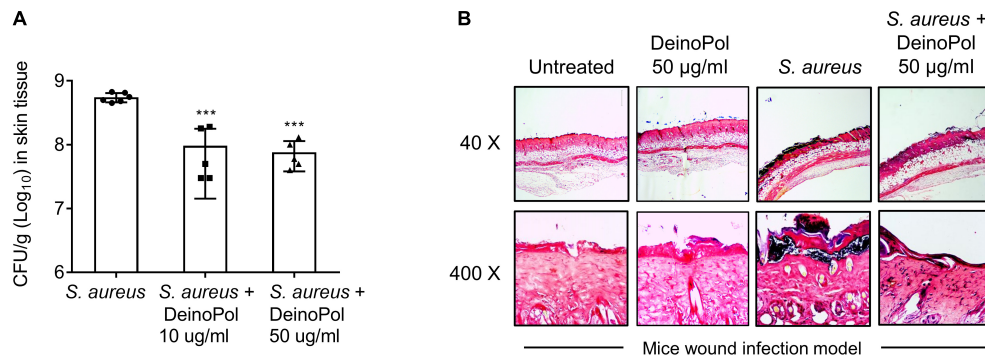 A
CFU/g (Log10) in skin tissue
9
8
7
6
***
***
S. aureus
S. aureus +
DeinoPol
10 ug/ml
S. aureus +
DeinoPol
50 ug/ml
B
Untreated
DeinoPol
50 µg/ml
S. aureus
S. aureus +
DeinoPol
50 µg/ml
40 X
400 X
Mice wound infection model